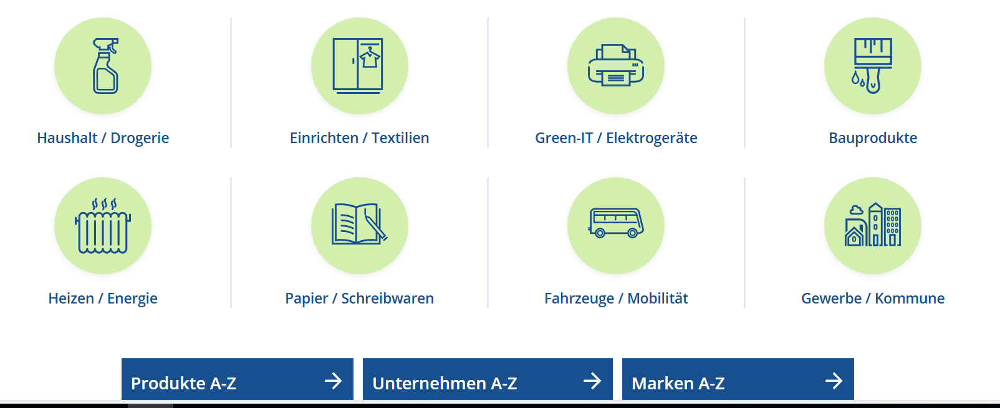 Haushalt / Drogerie
Einrichten / Textilien
Green-IT / Elektrogeräte
Bauprodukte
Heizen / Energie
Papier / Schreibwaren
Fahrzeuge / Mobilität
Gewerbe / Kommune
Produkte A-Z
Unternehmen A-Z
Marken A-Z